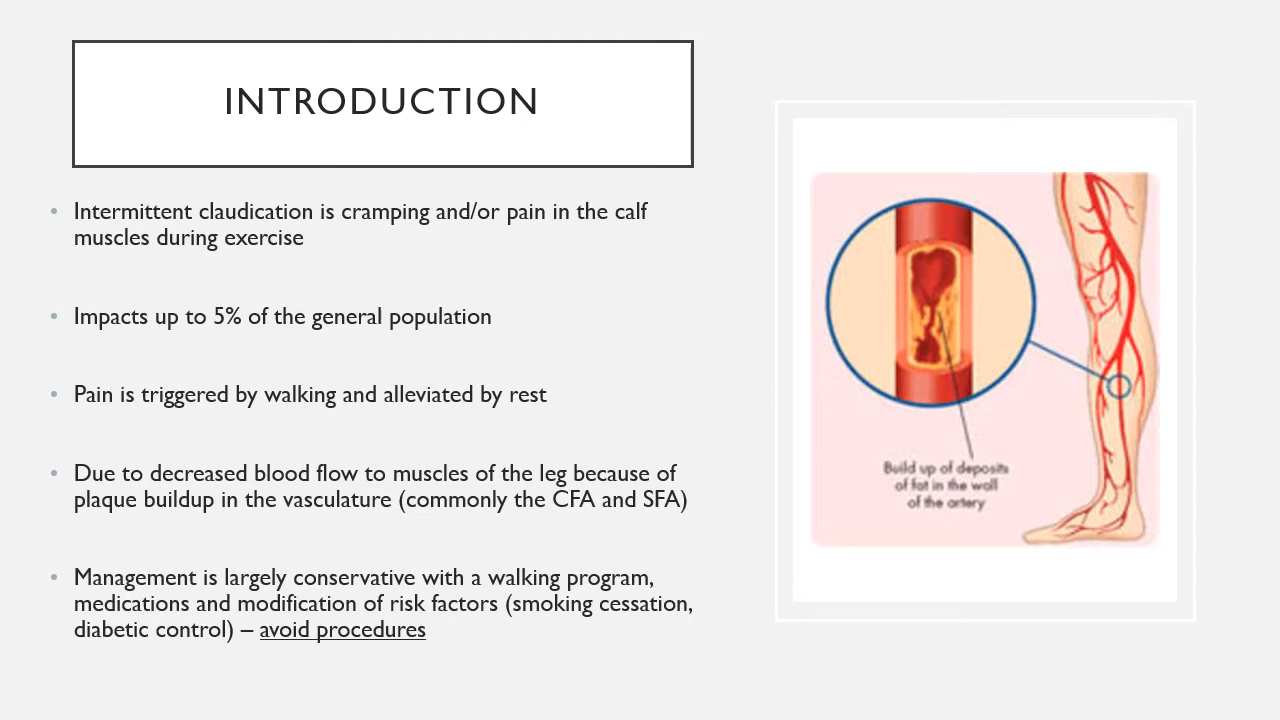 INTRODUCTION
• Intermittent claudication is cramping and/or pain in the calf
muscles during exercise
• Impacts up to 5% of the general population
• Pain is triggered by walking and alleviated by rest
• Due to decreased blood flow to muscles of the leg because of
plaque buildup in the vasculature (commonly the CFA and SFA)
• Management is largely conservative with a walking program,
medications and modification of risk factors (smoking cessation,
diabetic control) – avoid procedures
Build up of deposits
of fat in the wall
of the artery